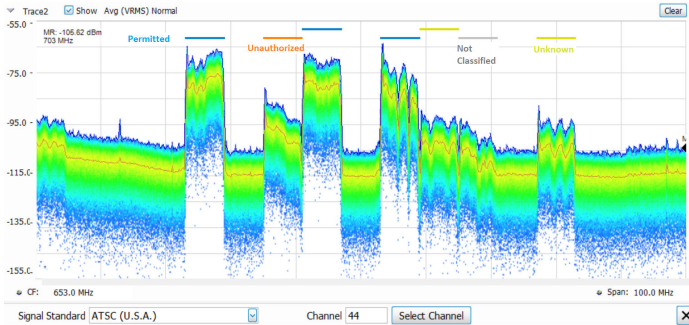 Trace2 Show Avg (VRMS) Normal Clear
-55.0
MR: -106.62 dBm
703 MHz
Permitted
Unauthorized
Not
Classified
Unknown
-75.0
-95.0
M
-115.0
-135.0
-155.0
CF: 653.0 MHz Span: 100.0 MHz
Signal Standard ATSC (U.S.A.) Channel 44 Select Channel X